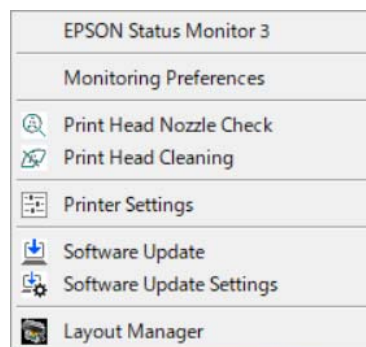 EPSON Status Monitor 3
Monitoring Preferences
Print Head Nozzle Check
Print Head Cleaning
Printer Settings
Software Update
Software Update Settings
Layout Manager